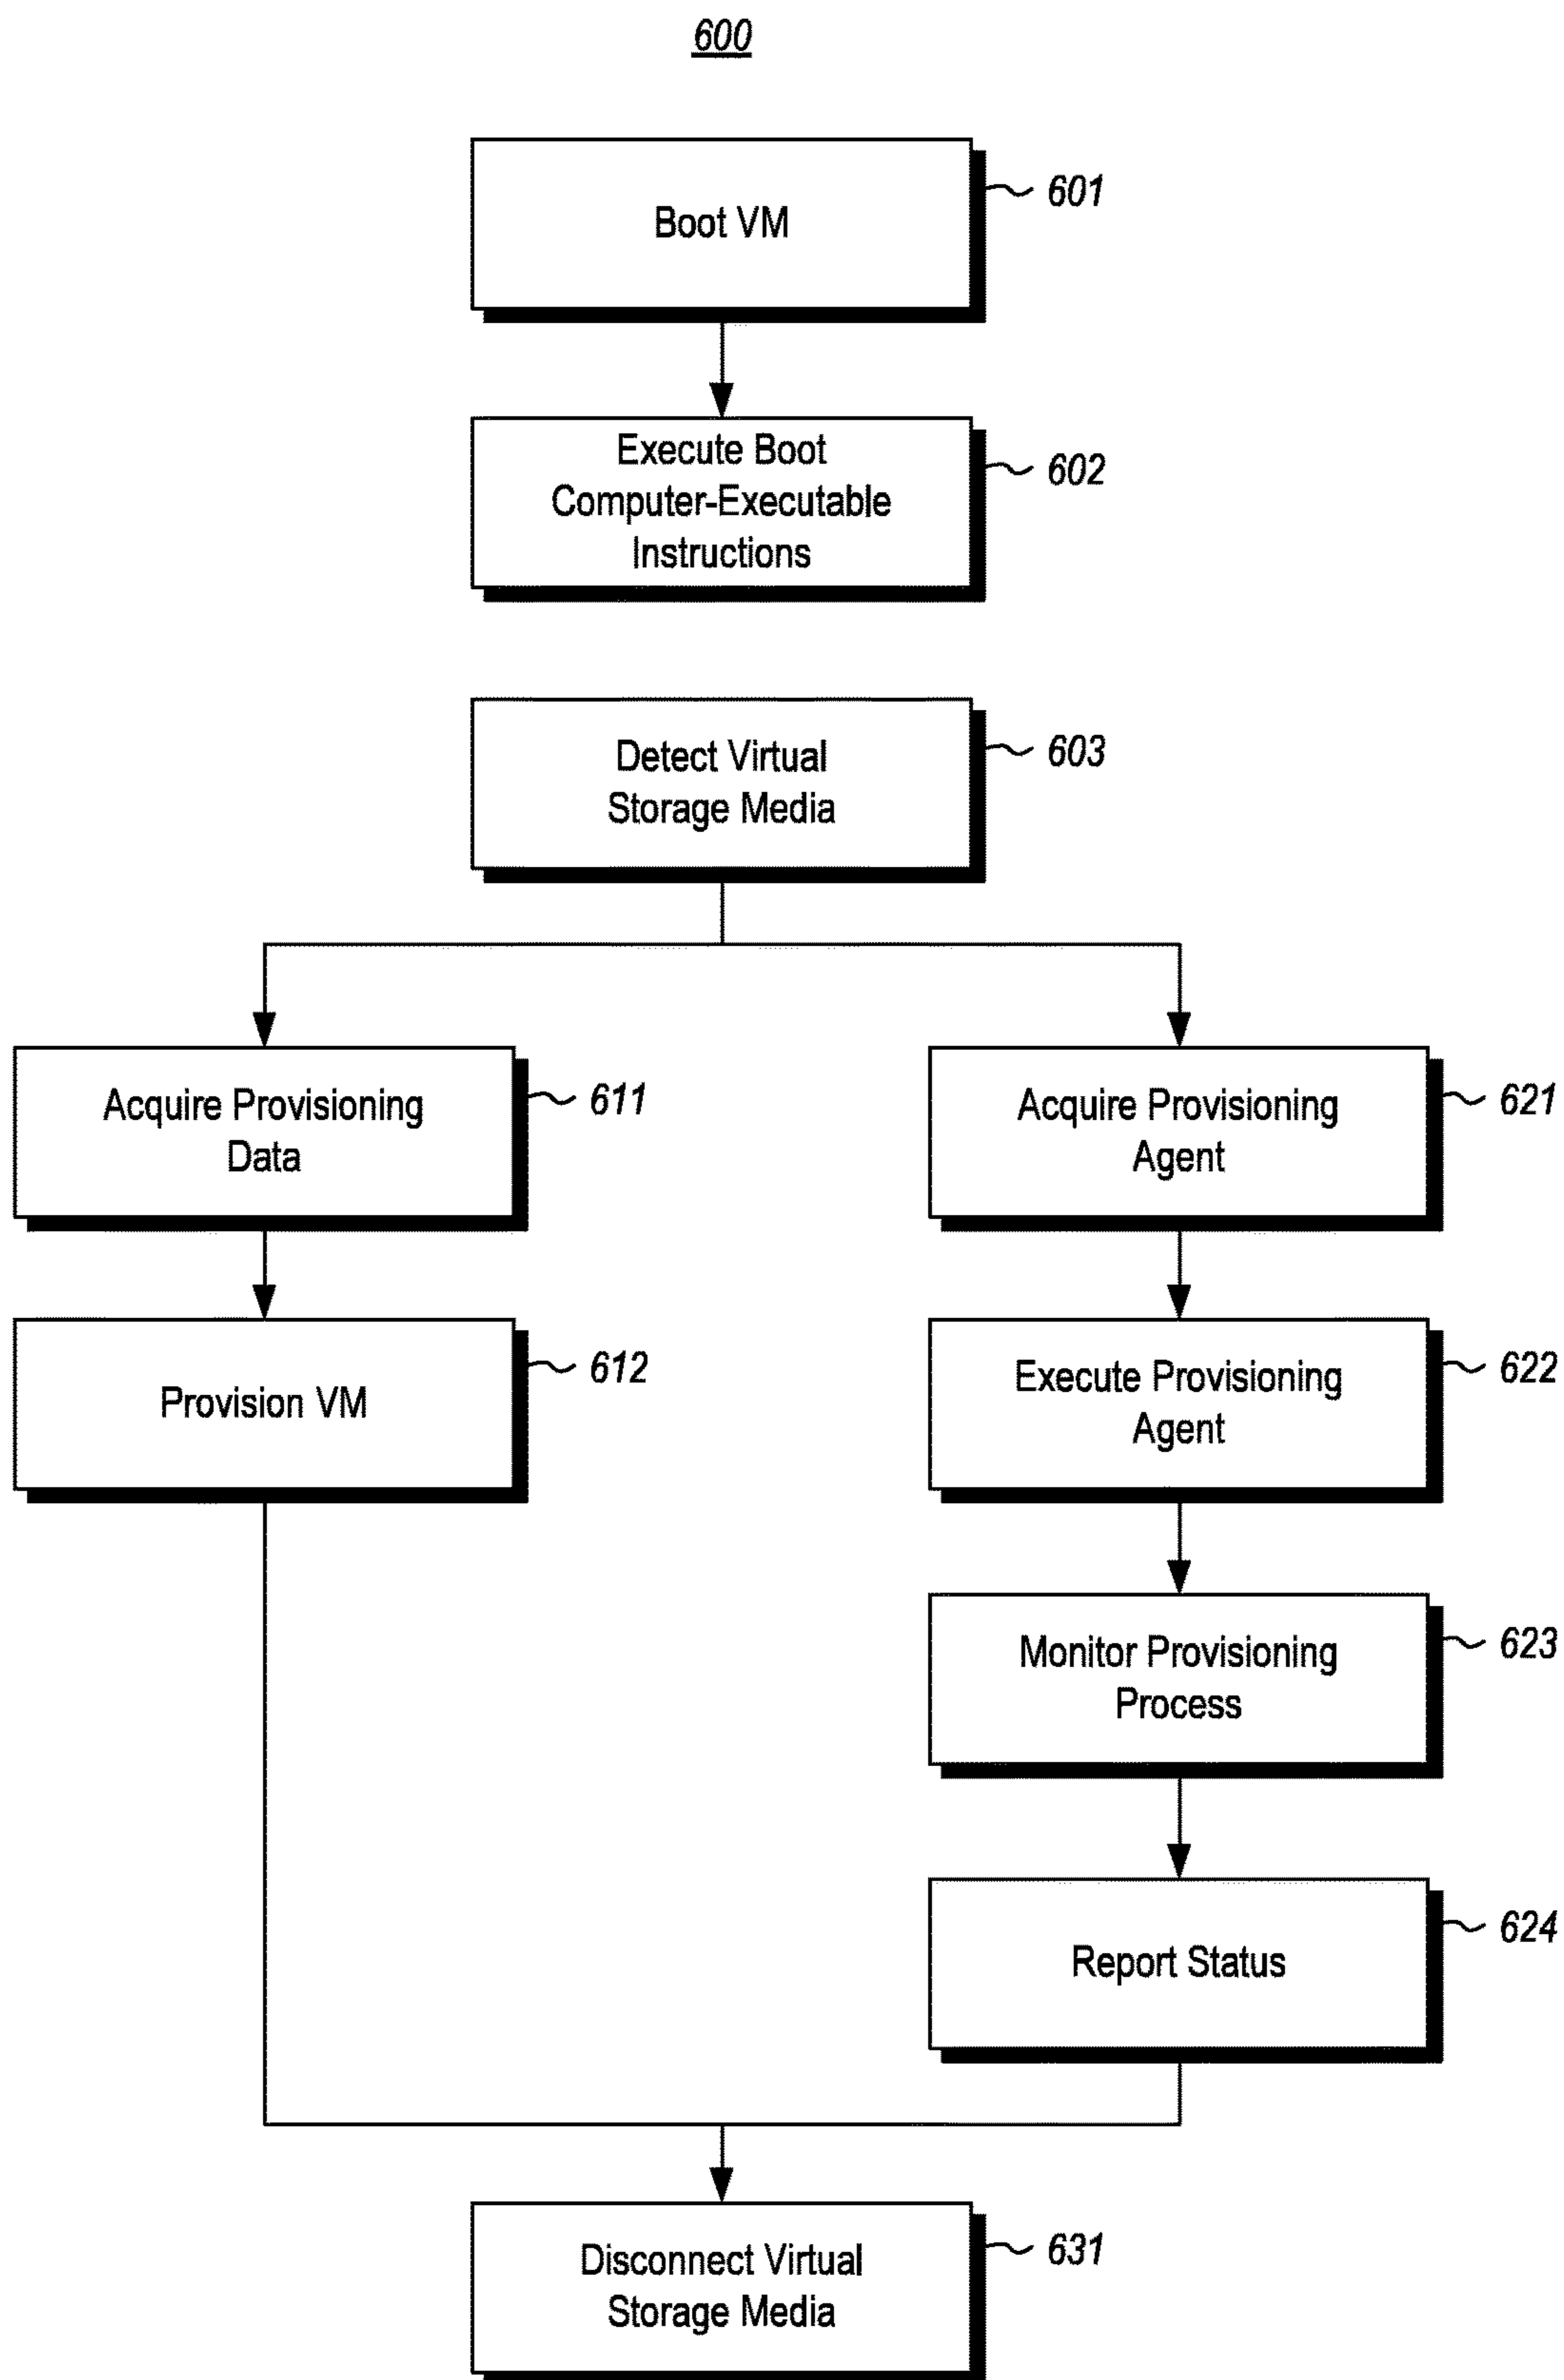 600
Boot VM
601
Execute Boot
Computer-Executable
Instructions
602
Detect Virtual
Storage Media
603
Acquire Provisioning
Data
611
Acquire Provisioning
Agent
621
Provision VM
612
Execute Provisioning
Agent
622
Monitor Provisioning
Process
623
Report Status
624
Disconnect Virtual
Storage Media
631